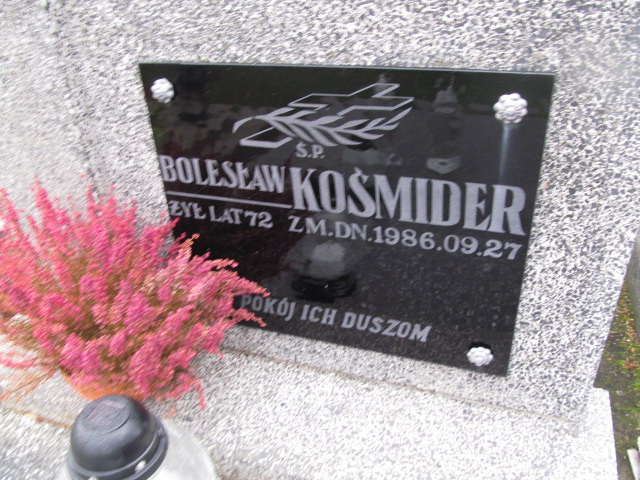 Ś.P.
BOLESŁAW KOŚMIDER
ŻYŁ LAT 72 ZM.DN.1986.09.27
POKÓJ ICH DUSZOM